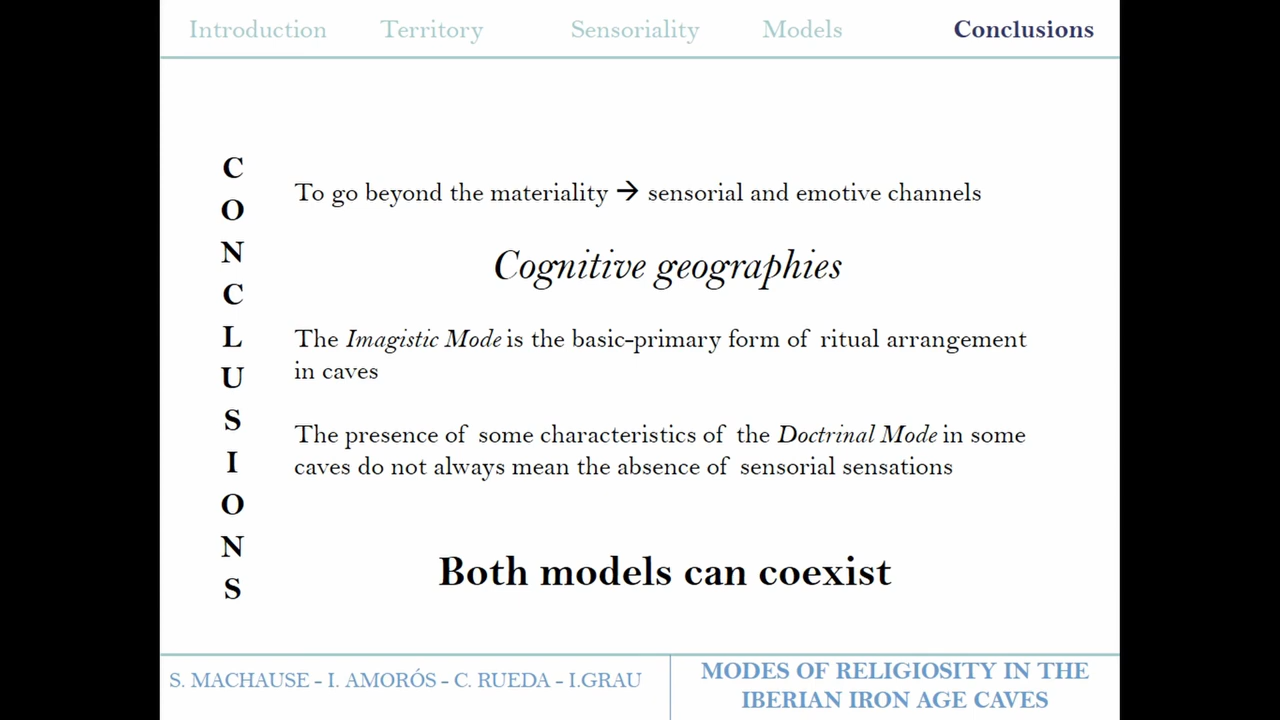 Introduction Territory Sensoriality Models Conclusions
CONCLUSIONS
To go beyond the materiality → sensorial and emotive channels
Cognitive geographies
The Imagistic Mode is the basic-primary form of ritual arrangement
in caves
The presence of some characteristics of the Doctrinal Mode in some
caves do not always mean the absence of sensorial sensations
Both models can coexist
S. MACHAUSE - I. AMORÓS - C. RUEDA - I.GRAU
MODES OF RELIGIOSITY IN THE
IBERIAN IRON AGE CAVES